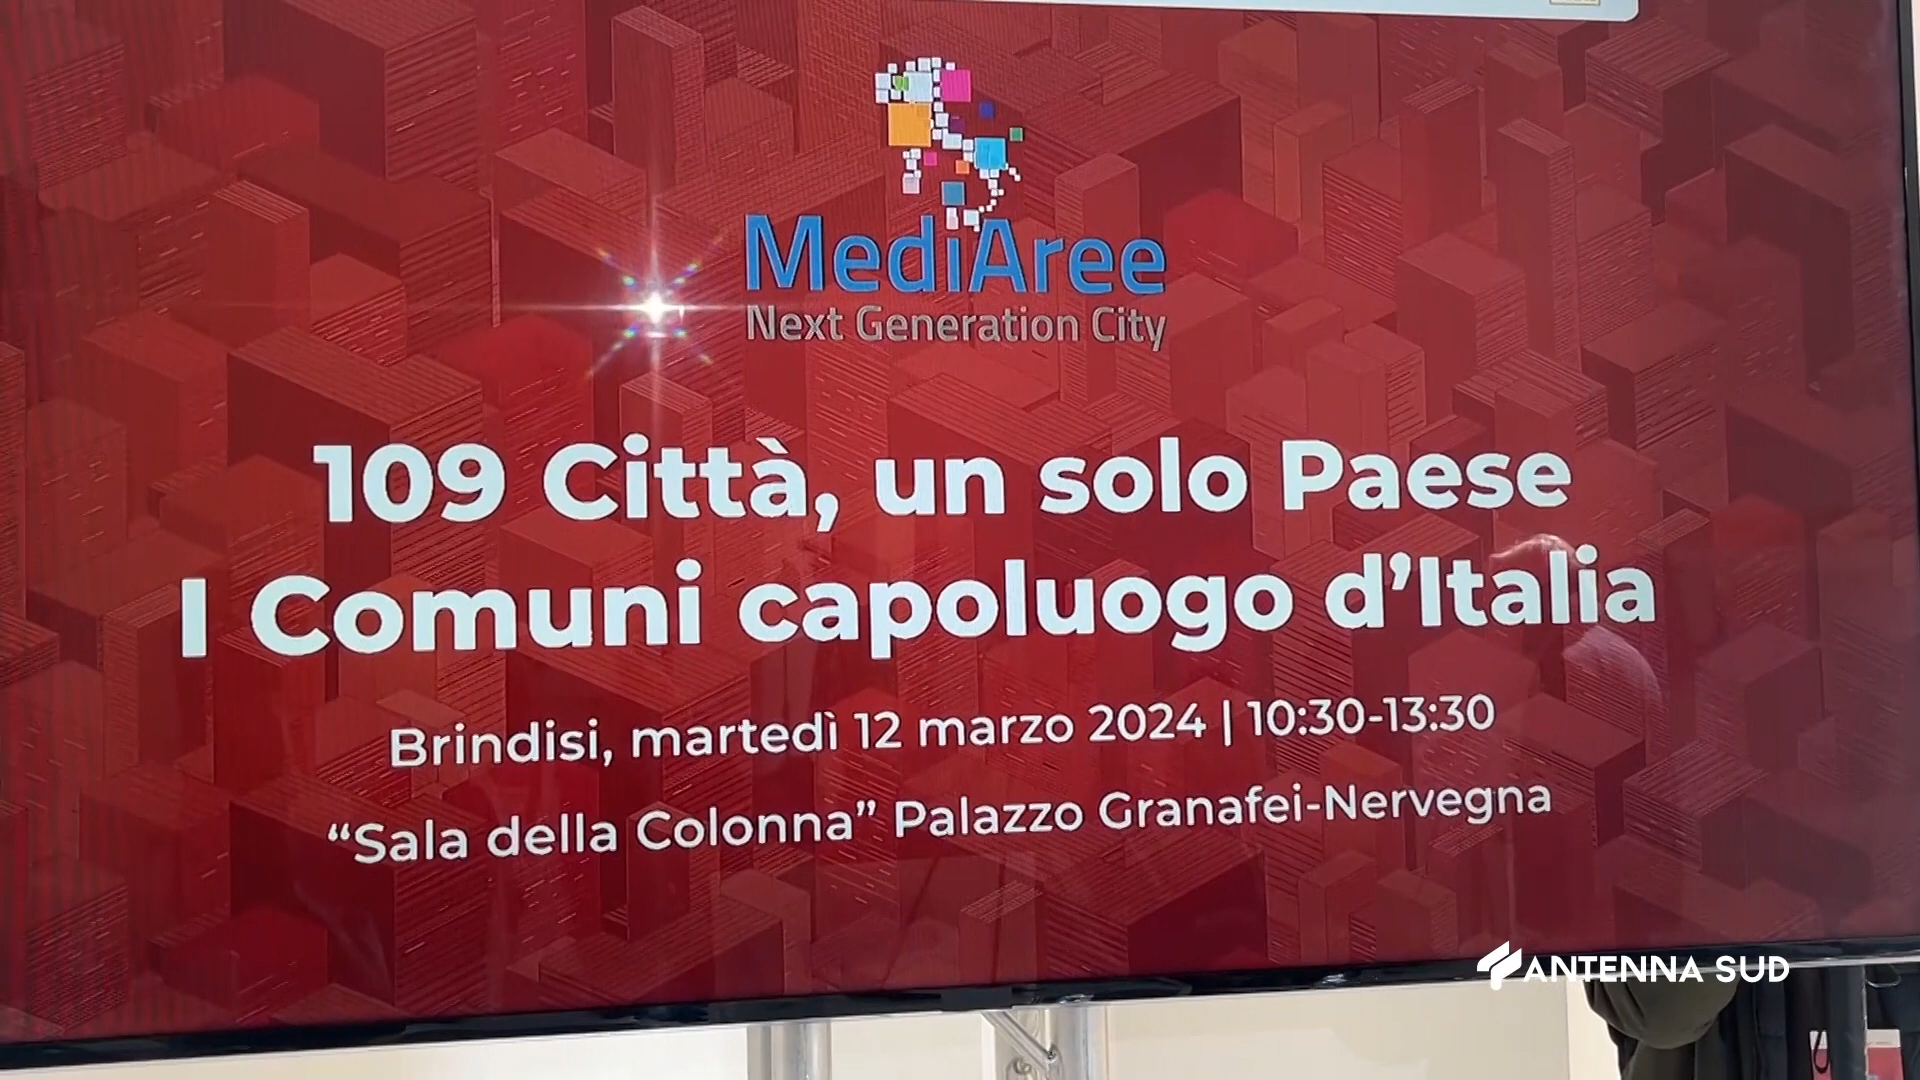 MediAree
Next Generation City
109 Città, un solo Paese
I Comuni capoluogo d’Italia
Brindisi, martedì 12 marzo 2024 | 10:30-13:30
“Sala della Colonna” Palazzo Granafei-Nervegna
ANTENNA SUD